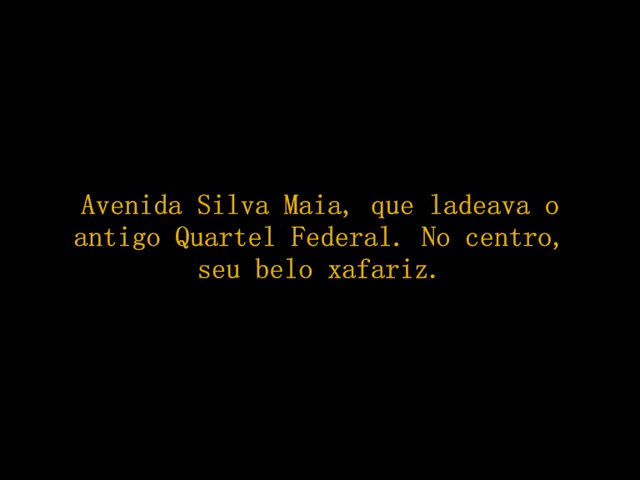 Avenida Silva Maia, que ladeava o
antigo Quartel Federal. No centro,
seu belo xafariz.